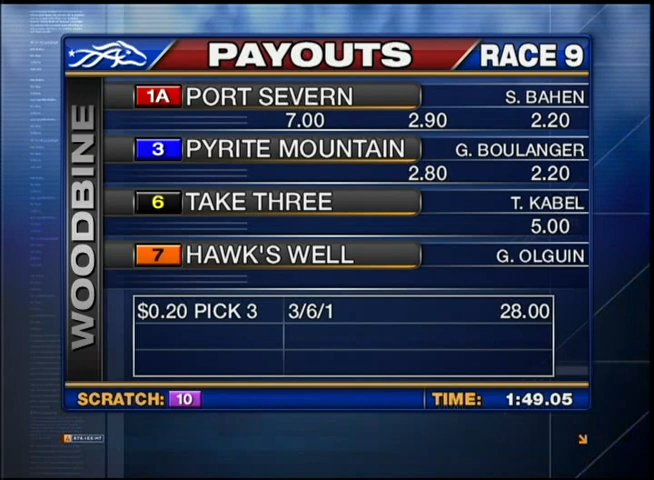 PAYOUTS RACE 9
WOODBINE
1A PORT SEVERN S. BAHEN
7.00 2.90 2.20
3 PYRITE MOUNTAIN G. BOULANGER
2.80 2.20
6 TAKE THREE T. KABEL
5.00
7 HAWK'S WELL G. OLGUIN
$0.20 PICK 3 3/6/1 28.00
SCRATCH: 10 TIME: 1:49.05